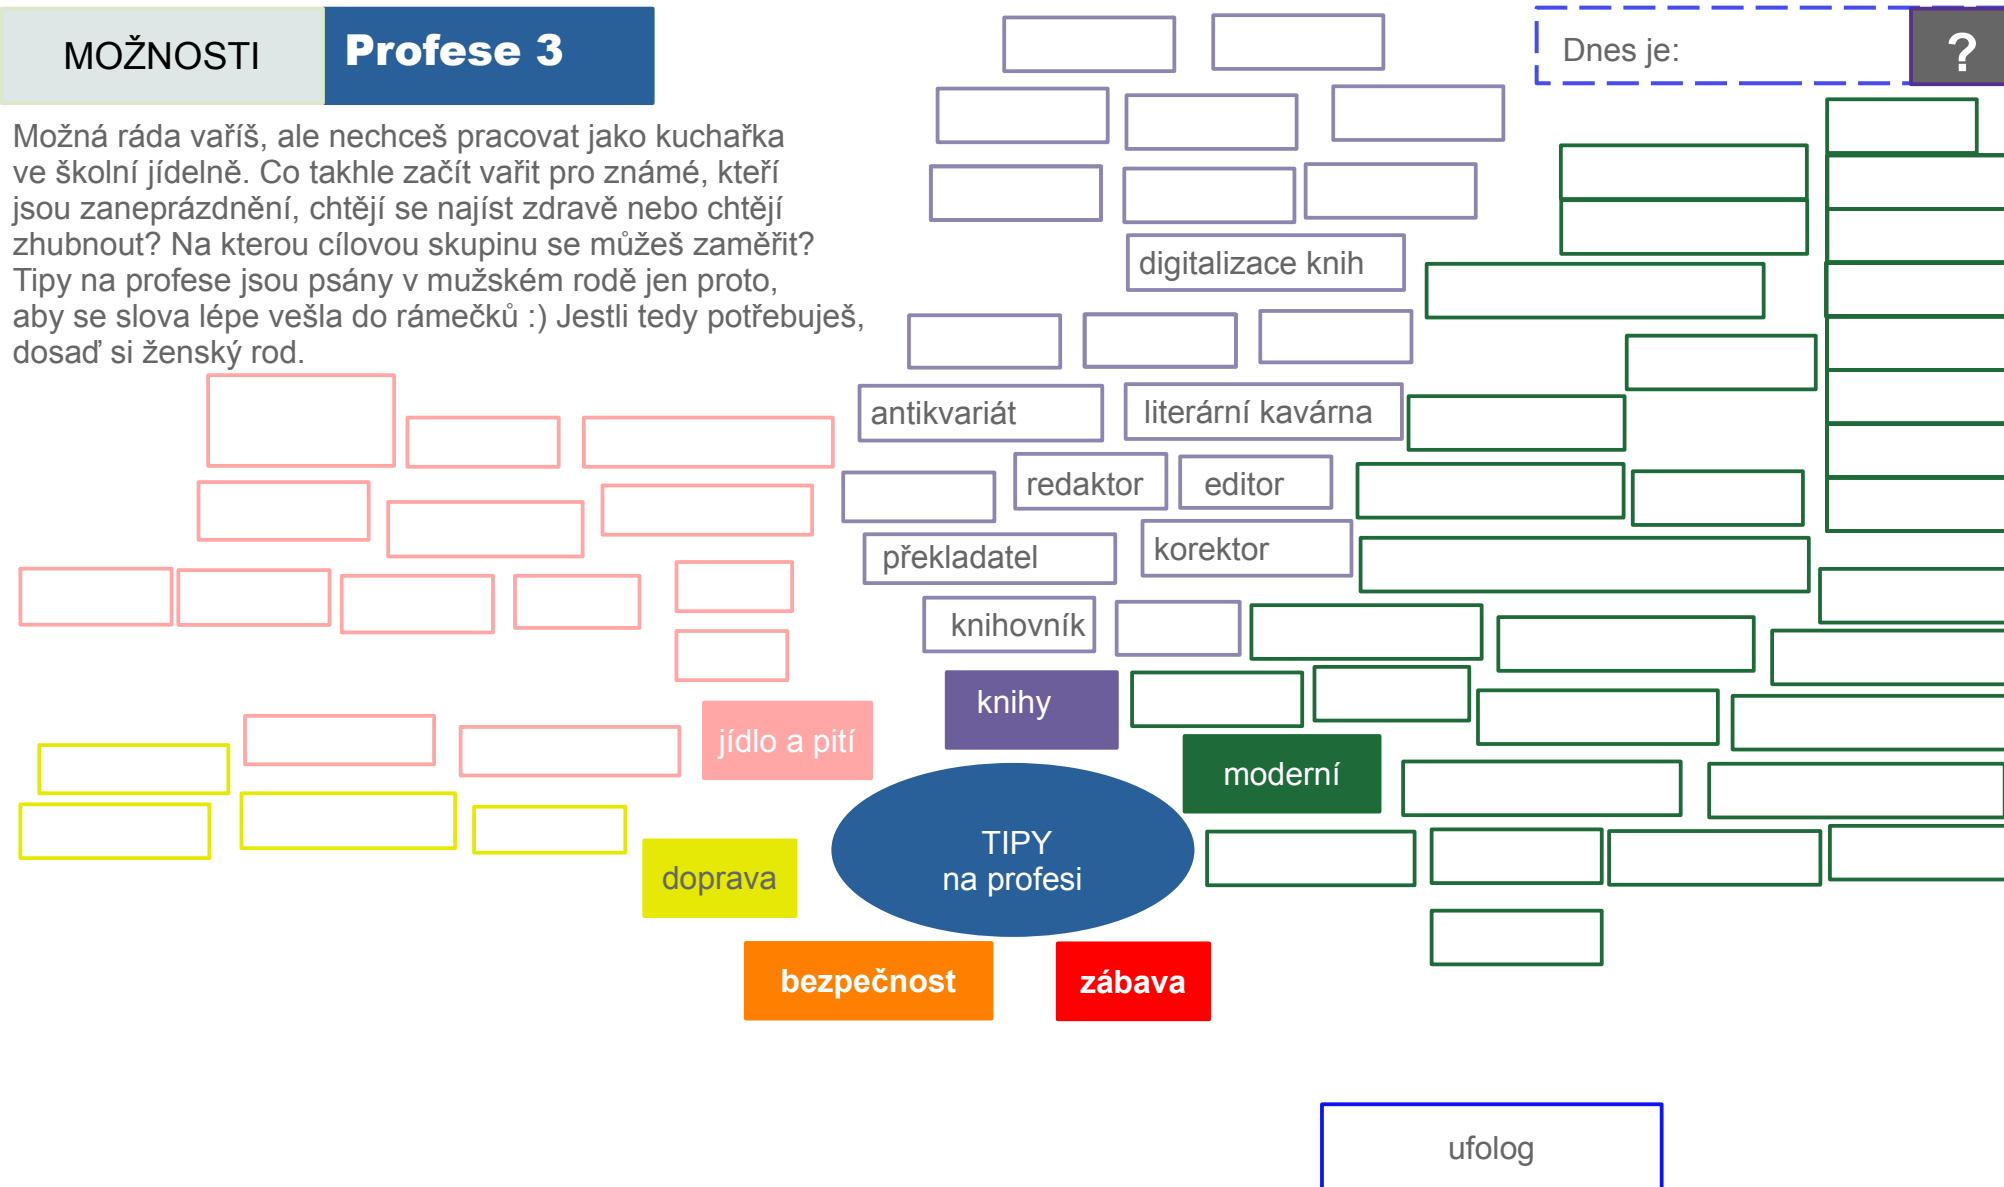 MOŽNOSTI
Profese 3
Dnes je:
?
Možná ráda vaříš, ale nechceš pracovat jako kuchařka
ve školní jídelně. Co takhle začít vařit pro známé, kteří
jsou zaneprázdnění, chtějí se najíst zdravě nebo chtějí
zhubnout? Na kterou cílovou skupinu se můžeš zaměřit?
Tipy na profese jsou psány v mužském rodě jen proto,
aby se slova lépe vešla do rámečků :) Jestli tedy potřebuješ,
dosaď si ženský rod.
digitalizace knih
antikvariát
literární kavárna
redaktor
editor
překladatel
korektor
knihovník
knihy
jídlo a pití
moderní
TIPY
na profesi
doprava
bezpečnost
zábava
ufolog